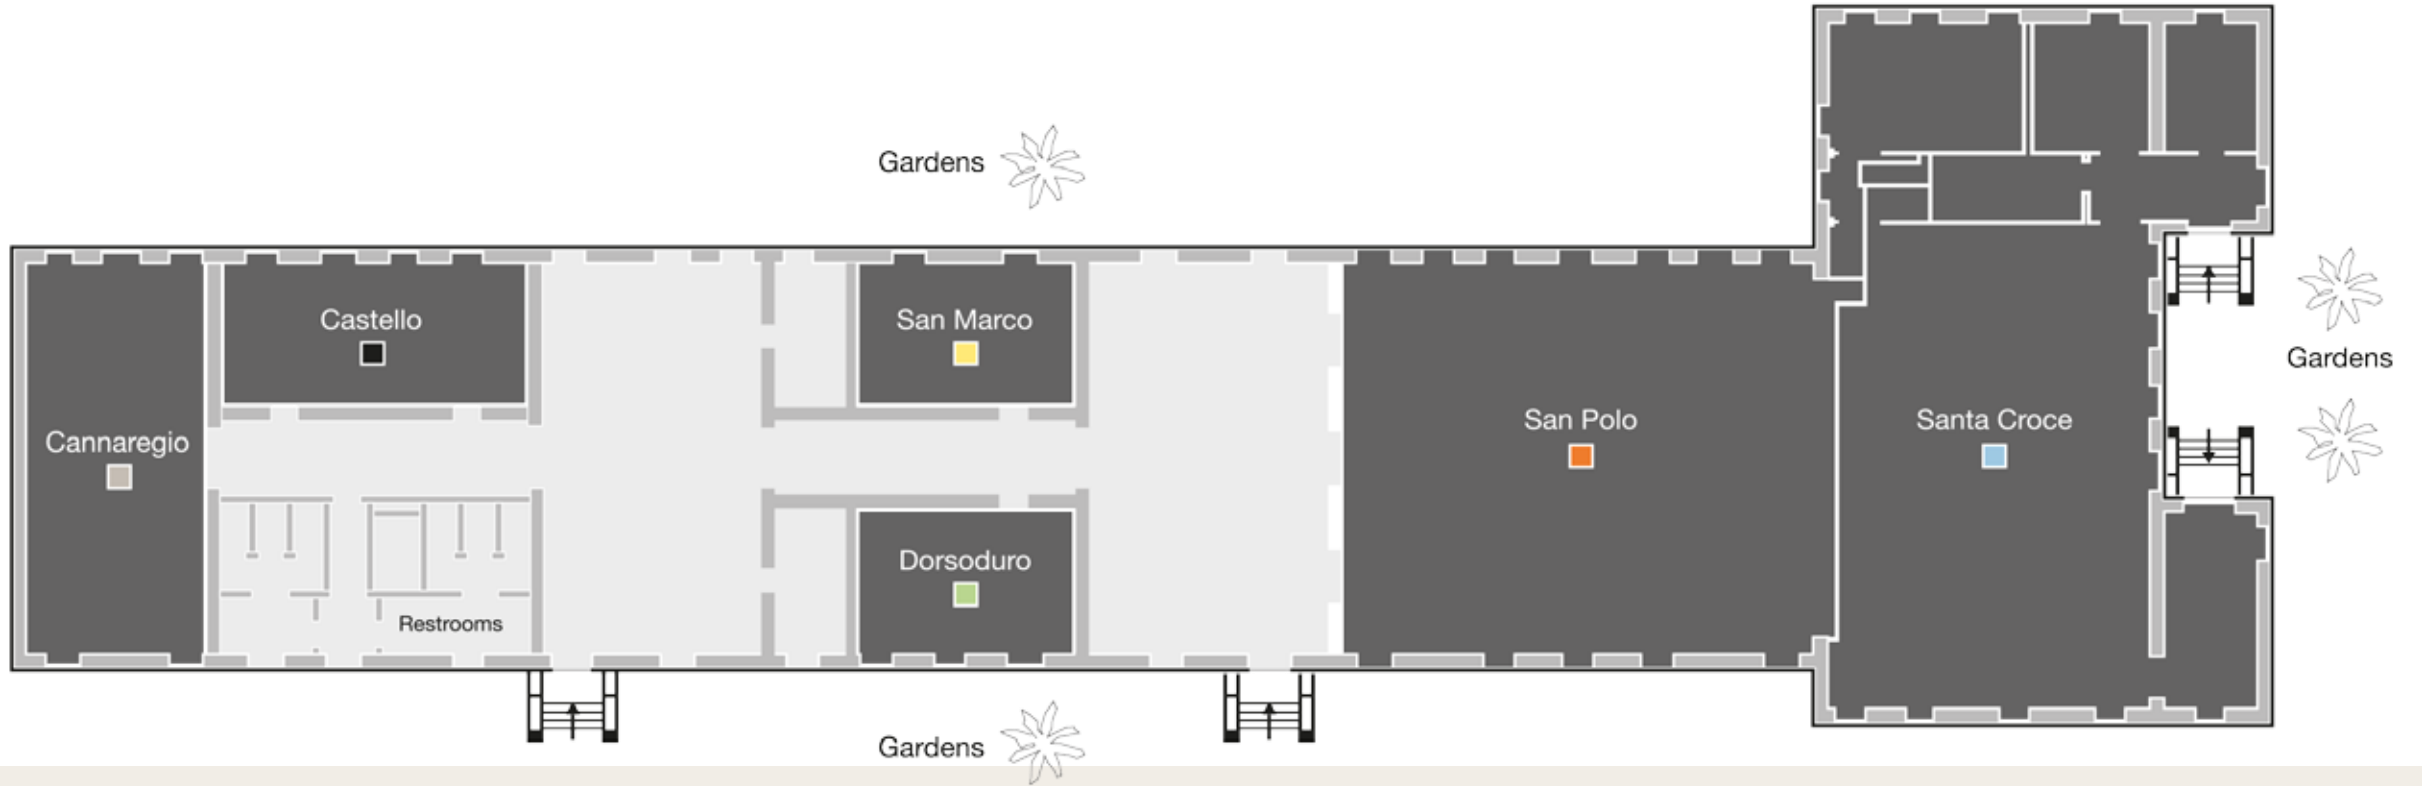 Gardens
Castello
San Marco
Cannaregio
San Polo
Santa Croce
Gardens
Dorsoduro
Restrooms
Gardens